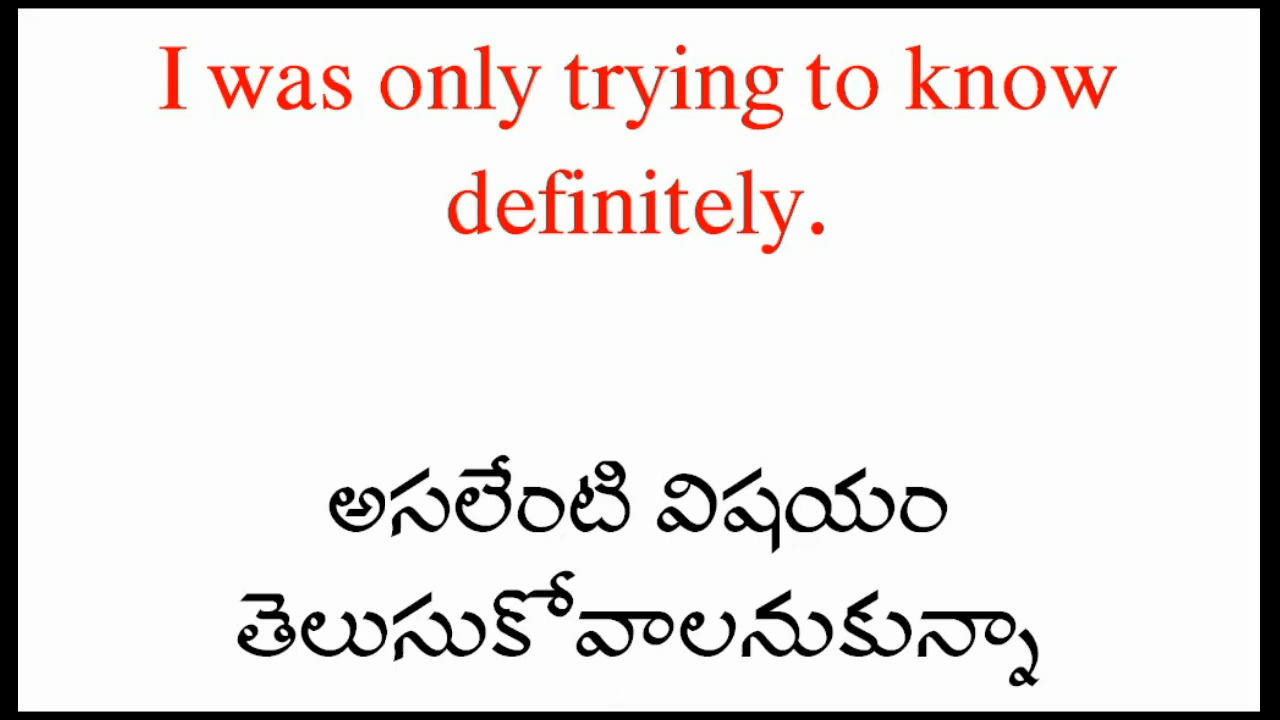 I was only trying to know
definitely.
అసలేంటి విషయం
తెలుసుకోవాలనుకున్నా